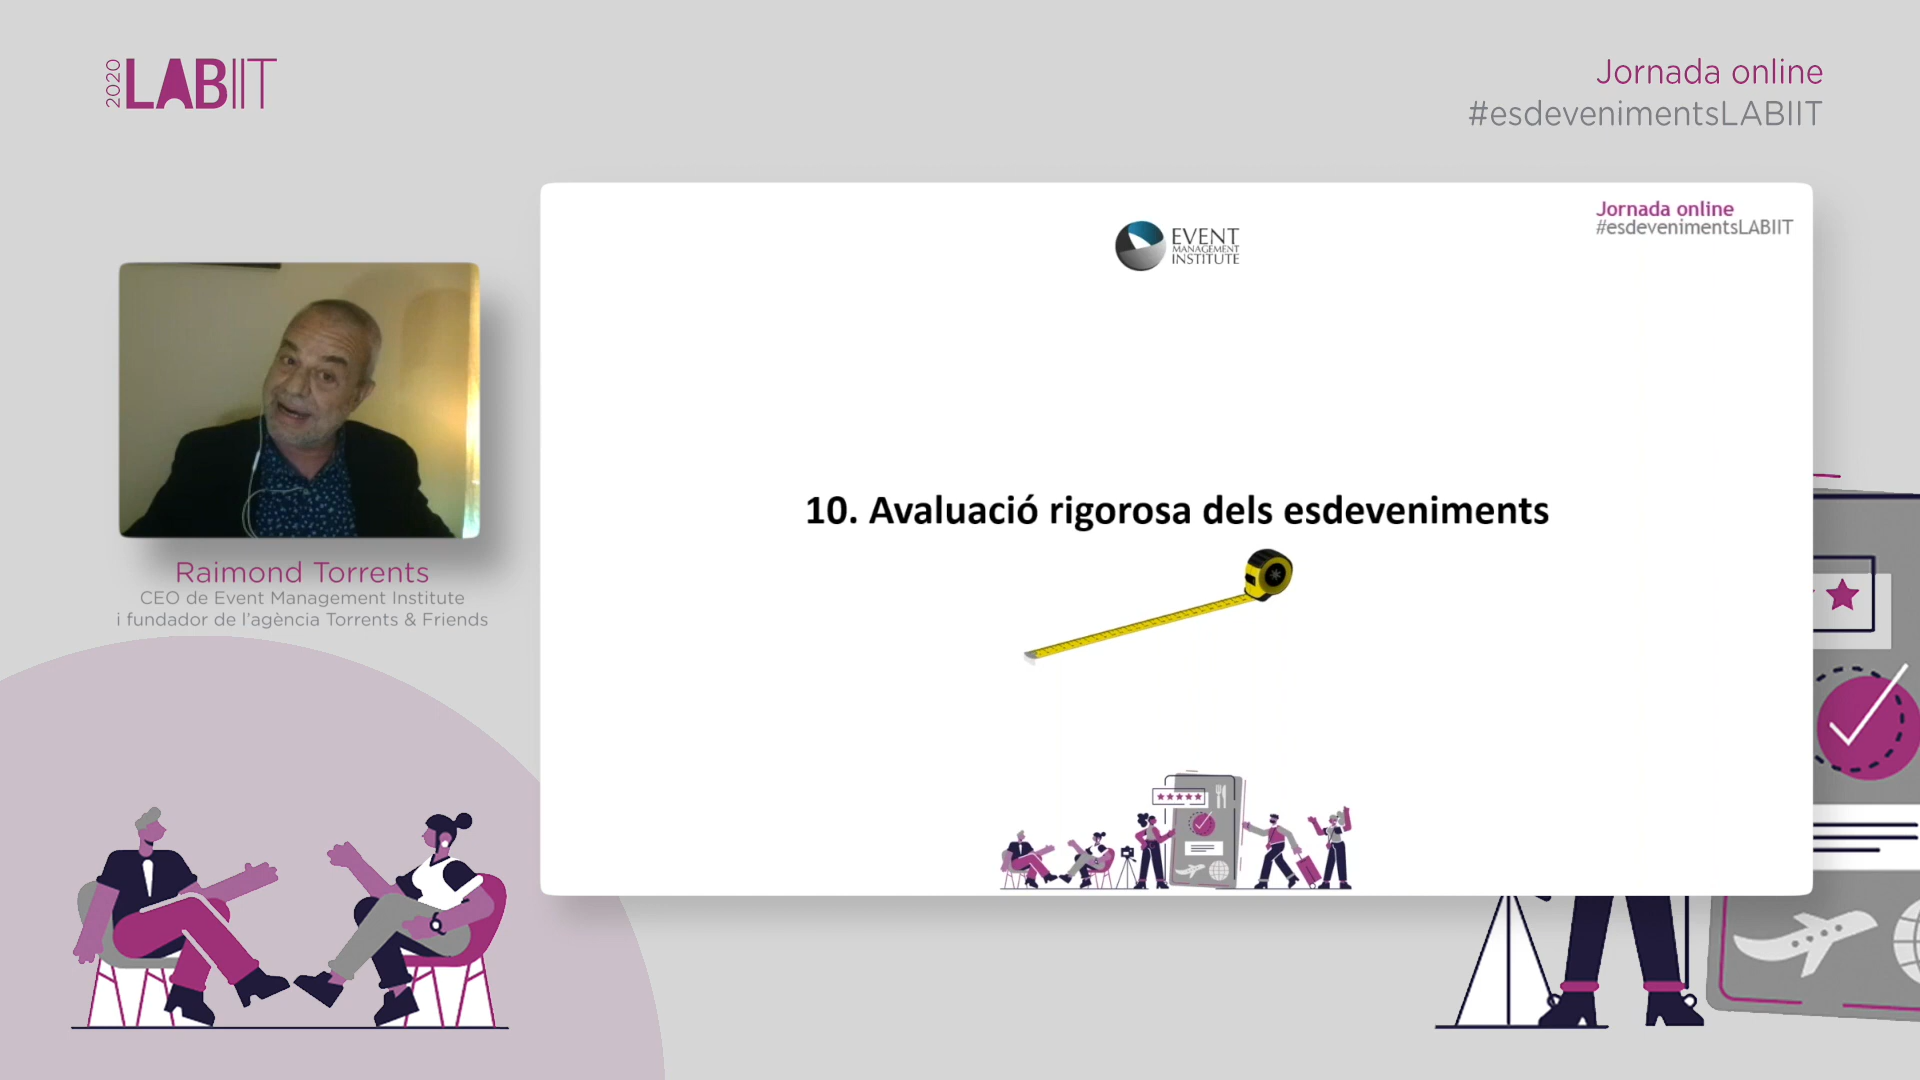 2020 LABIIT
Jornada online
#esdevenimentsLABIIT
Raimond Torrents
CEO de Event Management Institute
i fundador de l'agència Torrents & Friends
EVENT
MANAGEMENT
INSTITUTE
Jornada online
#esdevenimentsLABIIT
10. Avaluació rigorosa dels esdeveniments